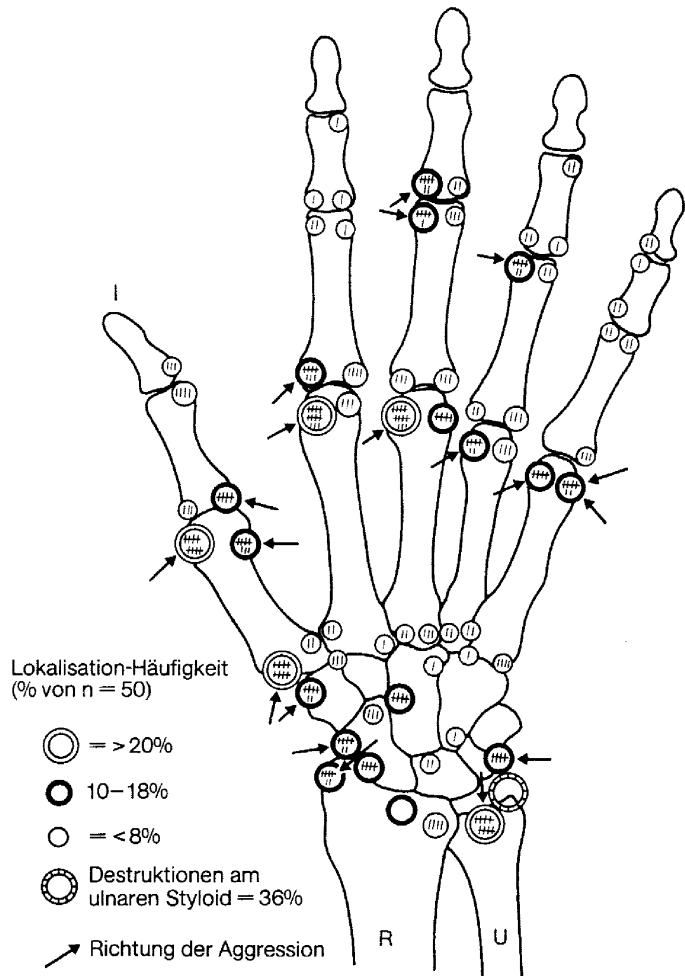 I
Lokalisation-Häufigkeit
(% von n = 50)
= >20%
10–18%
= <8%
Destruktionen am
ulnaren Styloid = 36%
Richtung der Aggression
R
U